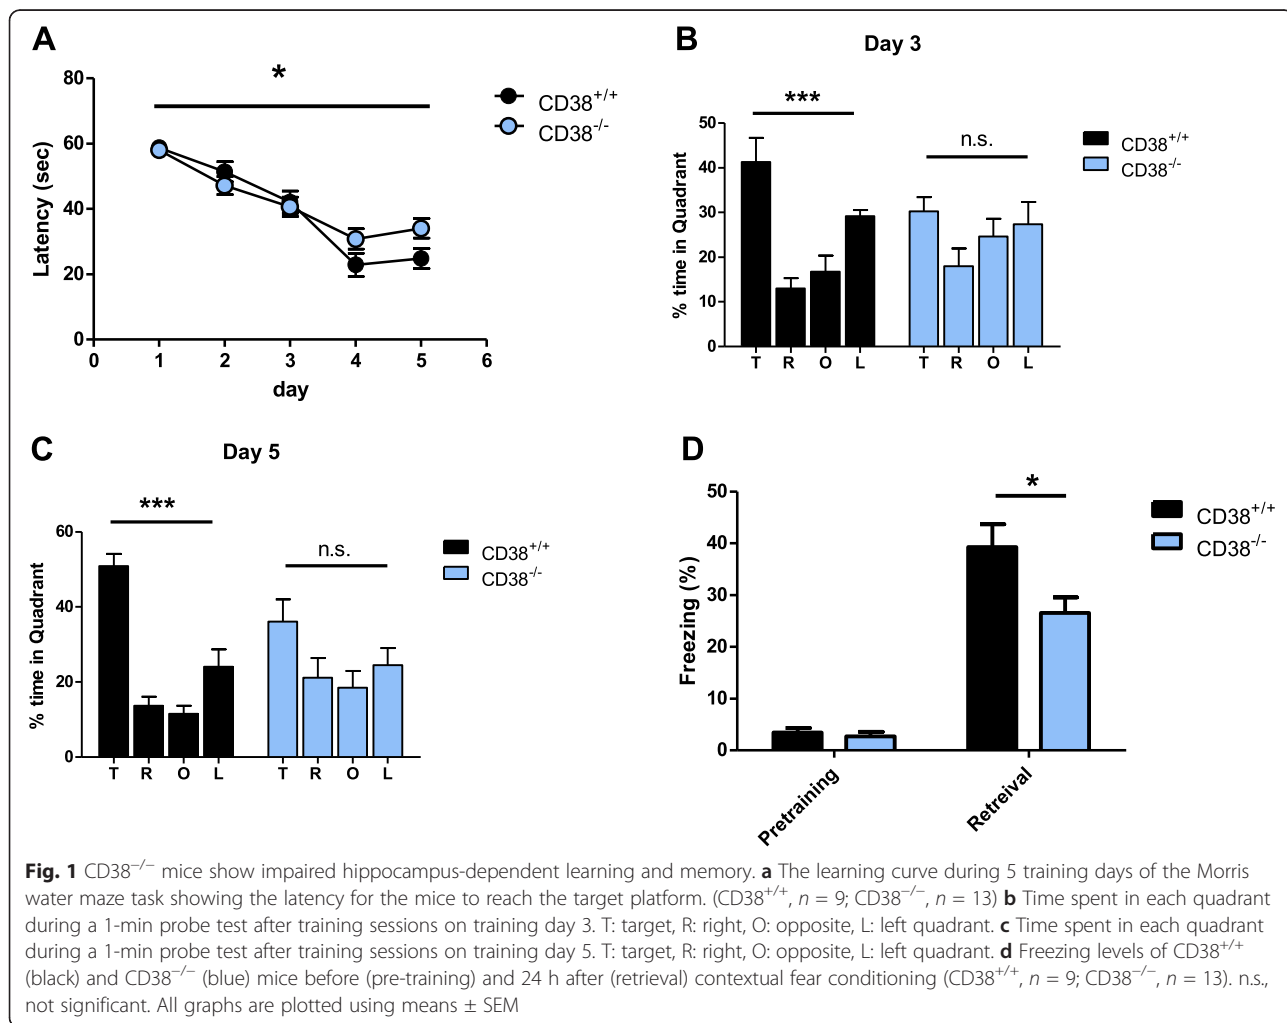 A
*
80
60
40
20
0
Latency (sec)
0 1 2 3 4 5 6
day
CD38+/+
CD38-/-
B
Day 3
***
n.s.
50
40
30
20
10
0
% time in Quadrant
T R O L T R O L
CD38+/+
CD38-/-
C
Day 5
***
n.s.
60
40
20
0
% time in Quadrant
T R O L T R O L
CD38+/+
CD38-/-
D
*
50
40
30
20
10
0
Freezing (%)
Pretraining
Retreival
CD38+/+
CD38-/-
Fig. 1 CD38−/− mice show impaired hippocampus-dependent learning and memory. a The learning curve during 5 training days of the Morris
water maze task showing the latency for the mice to reach the target platform. (CD38+/+, n = 9; CD38−/−, n = 13) b Time spent in each quadrant
during a 1-min probe test after training sessions on training day 3. T: target, R: right, O: opposite, L: left quadrant. c Time spent in each quadrant
during a 1-min probe test after training sessions on training day 5. T: target, R: right, O: opposite, L: left quadrant. d Freezing levels of CD38+/+
(black) and CD38−/− (blue) mice before (pre-training) and 24 h after (retrieval) contextual fear conditioning (CD38+/+, n = 9; CD38−/−, n = 13). n.s.,
not significant. All graphs are plotted using means ± SEM